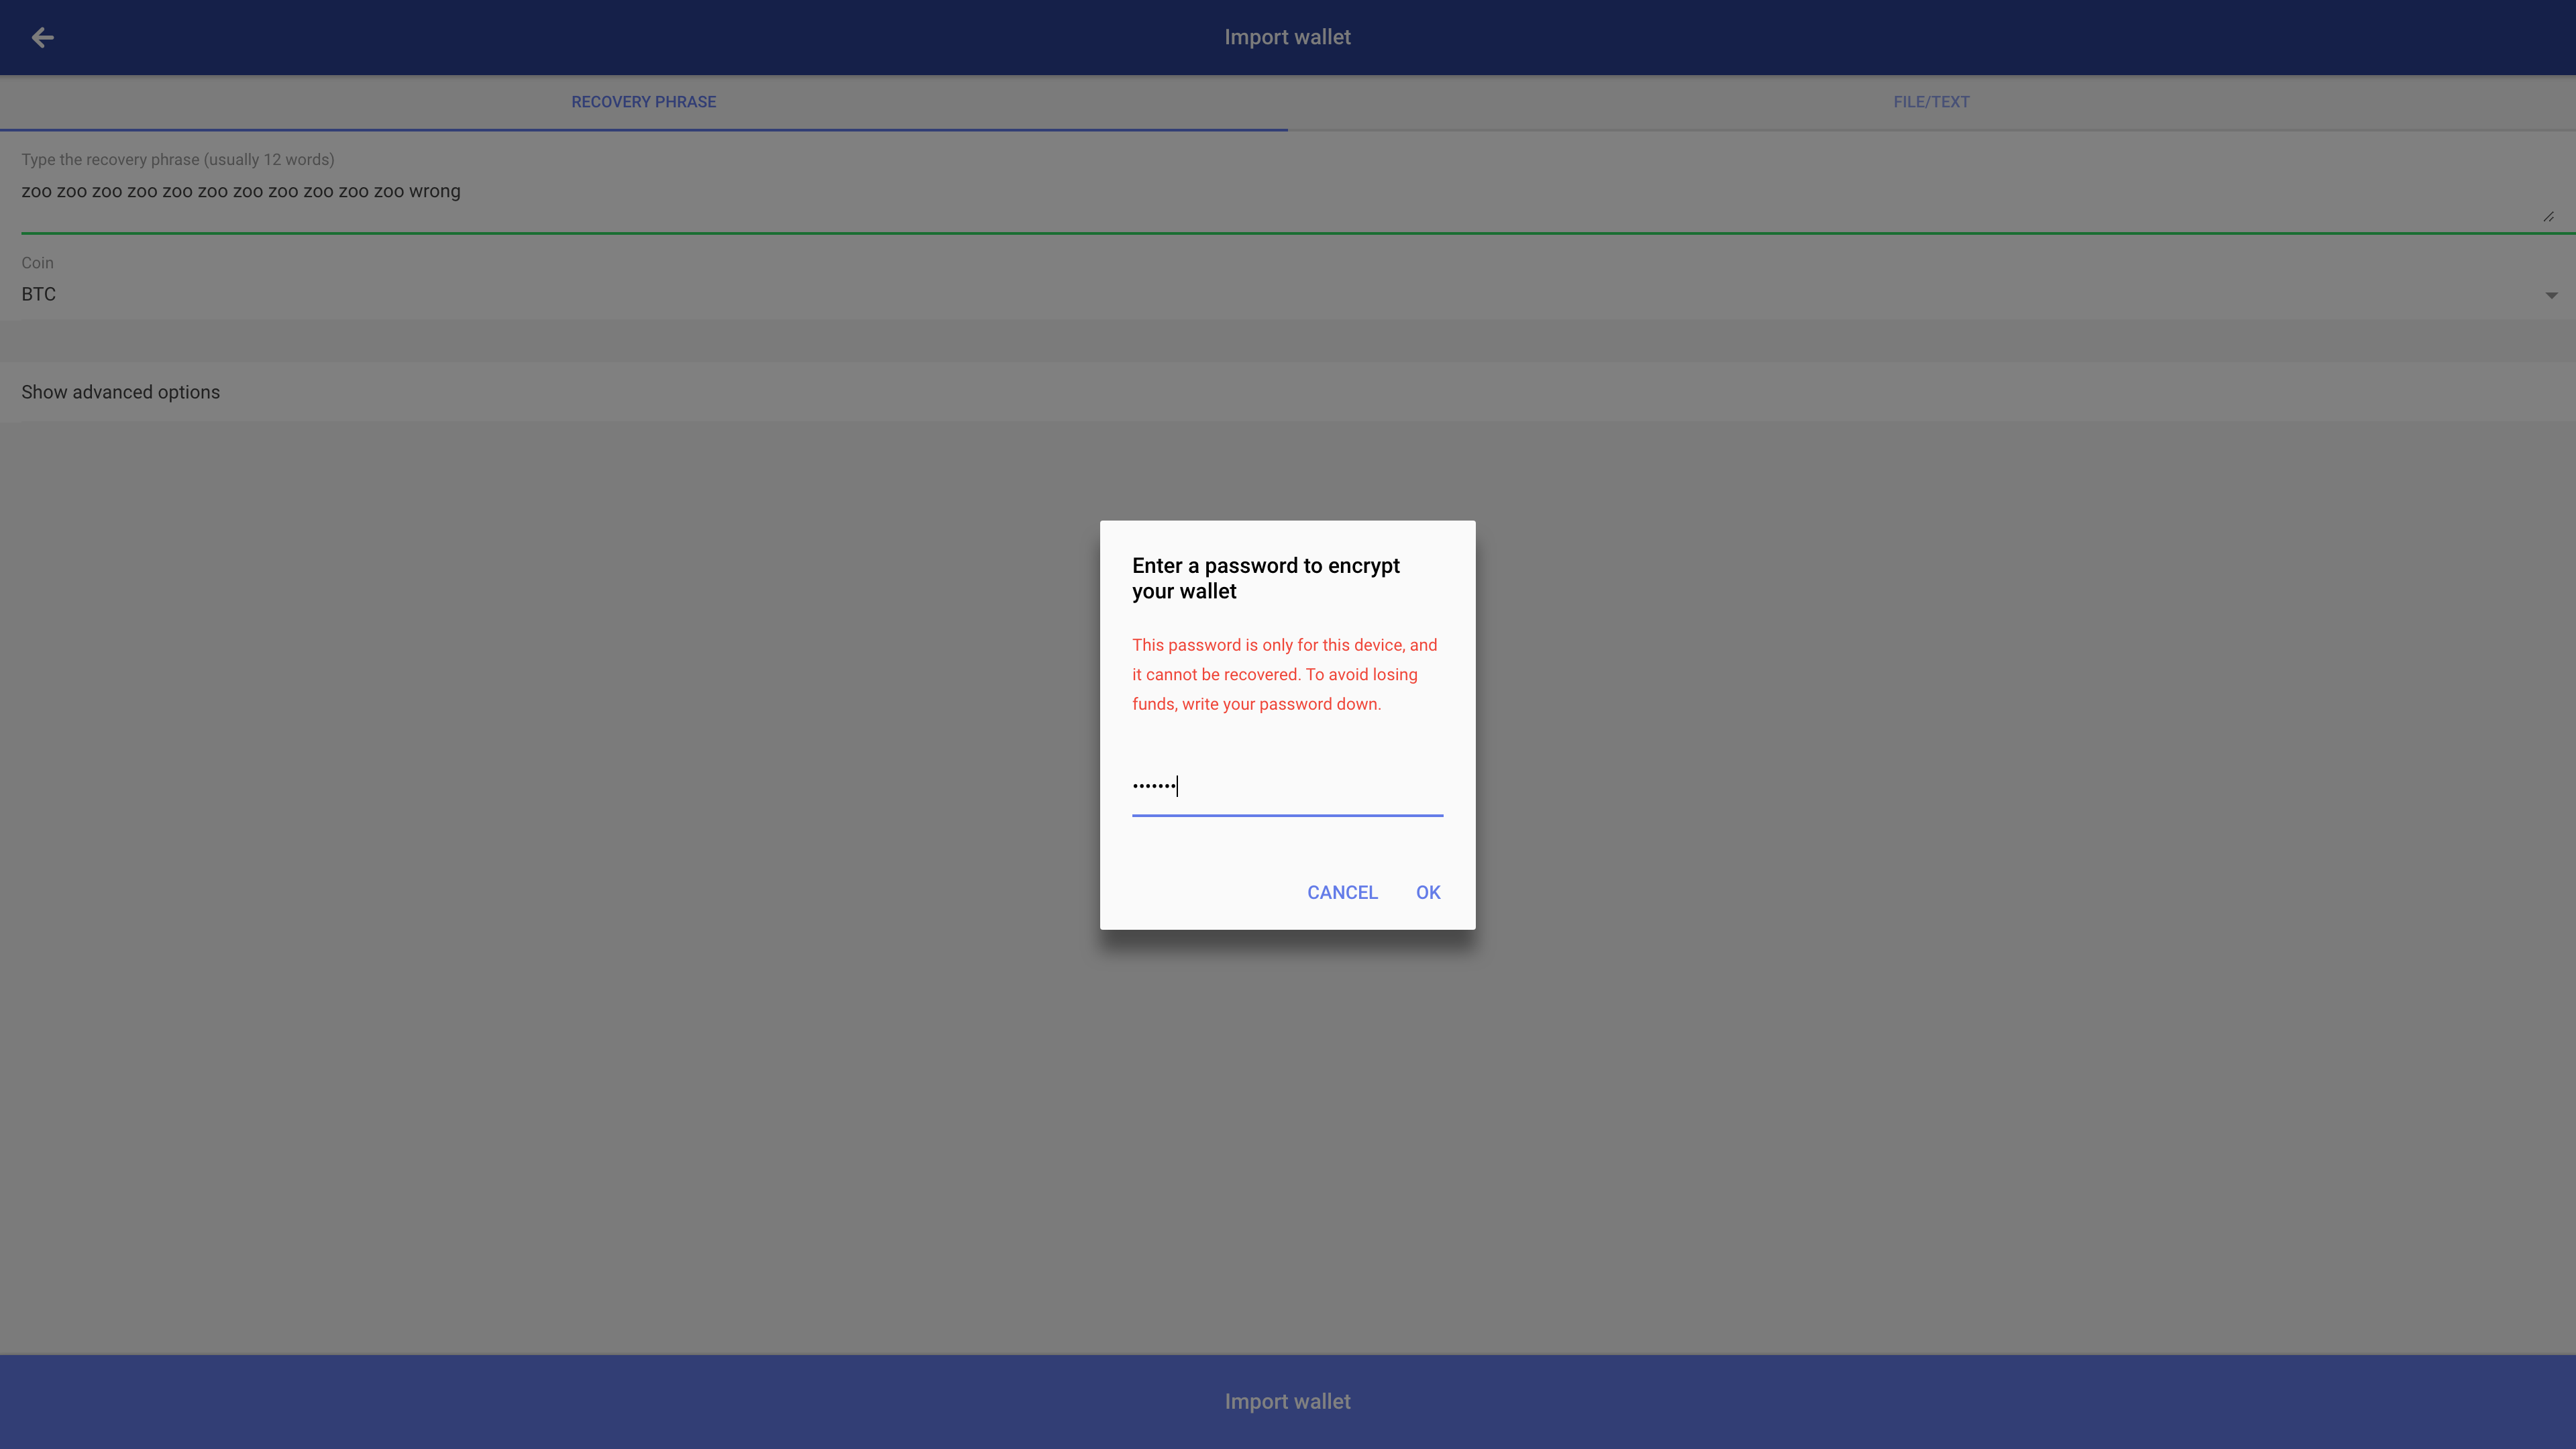 Import wallet
RECOVERY PHRASE
FILE/TEXT
Type the recovery phrase (usually 12 words)
zoo zoo zoo zoo zoo zoo zoo zoo zoo zoo zoo wrong
Coin
BTC
Show advanced options
Enter a password to encrypt
your wallet
This password is only for this device, and
it cannot be recovered. To avoid losing
funds, write your password down.
•••••••
CANCEL
OK
Import wallet